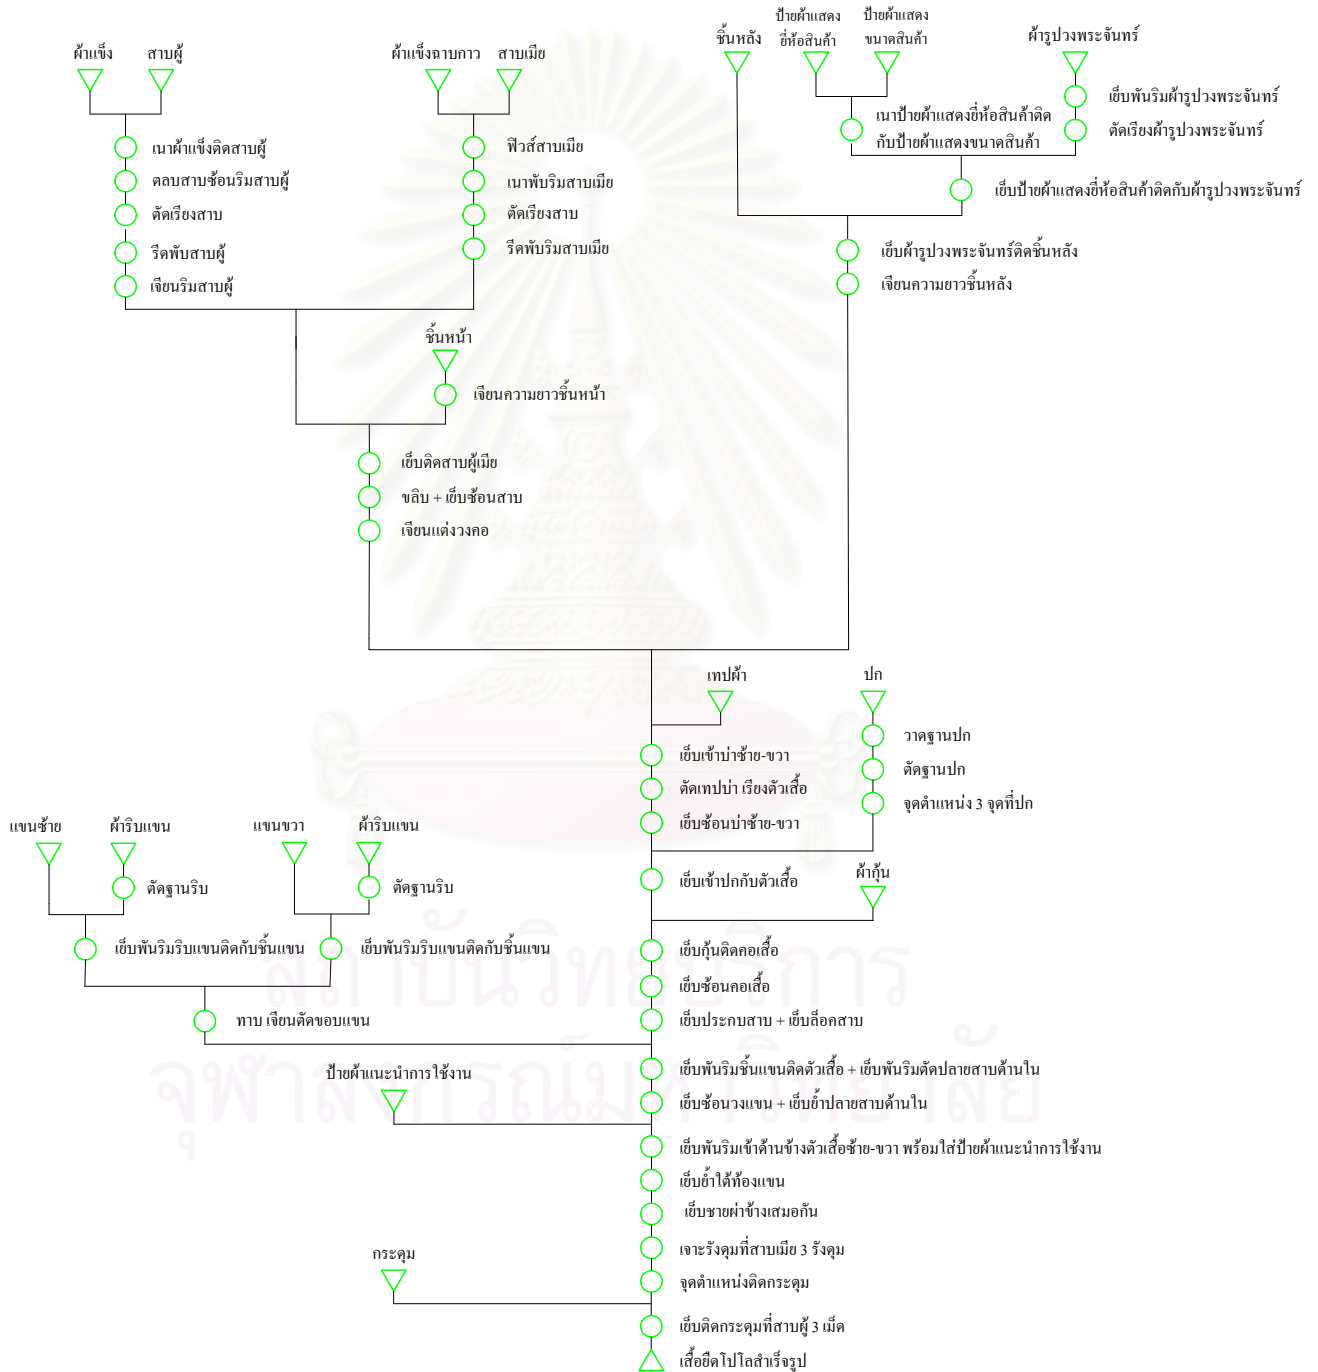 ผ้าแข็ง
สาบผู้
เนาผ้าแข็งติดสาบผู้
ตลบสาบซ้อนริมสาบผู้
ตัดเรียงสาบ
รีดพับสาบผู้
เจียนริมสาบผู้
ผ้าแข็งฉาบกาว
สาบเมีย
ฟิวส์สาบเมีย
เนาพับริมสาบเมีย
ตัดเรียงสาบ
รีดพับริมสาบเมีย
ชิ้นหน้า
เจียนความยาวชิ้นหน้า
เย็บติดสาบผู้เมีย
ขลิบ + เย็บซ้อนสาบ
เจียนแต่งวงคอ
ชิ้นหลัง
ป้ายผ้าแสดง
ยี่ห้อสินค้า
ป้ายผ้าแสดง
ขนาดสินค้า
ผ้ารูปวงพระจันทร์
เย็บพันริมผ้ารูปวงพระจันทร์
ตัดเรียงผ้ารูปวงพระจันทร์
เนาป้ายผ้าแสดงยี่ห้อสินค้าติด
กับป้ายผ้าแสดงขนาดสินค้า
เย็บป้ายผ้าแสดงยี่ห้อสินค้าติดกับผ้ารูปวงพระจันทร์
เย็บผ้ารูปวงพระจันทร์ติดชิ้นหลัง
เจียนความยาวชิ้นหลัง
เทปผ้า
ปก
วาดฐานปก
ตัดฐานปก
จุดตำแหน่ง 3 จุดที่ปก
เย็บเข้าบ่าซ้าย-ขวา
ตัดเทปบ่า เรียงตัวเสื้อ
เย็บซ้อนบ่าซ้าย-ขวา
เย็บเข้าปกกับตัวเสื้อ
ผ้ากุ้น
แขนซ้าย
ผ้าริบแขน
ตัดฐานริบ
เย็บพันริมริบแขนติดกับชิ้นแขน
แขนขวา
ผ้าริบแขน
ตัดฐานริบ
เย็บพันริมริบแขนติดกับชิ้นแขน
ทาบ เจียนตัดขอบแขน
เย็บกุ้นติดคอเสื้อ
เย็บซ้อนคอเสื้อ
เย็บประกบสาบ + เย็บล็อคสาบ
เย็บพันริมชิ้นแขนติดตัวเสื้อ + เย็บพันริมตัดปลายสาบด้านใน
เย็บซ้อนวงแขน + เย็บย้ำปลายสาบด้านใน
ป้ายผ้าแนะนำการใช้งาน
เย็บพันริมเข้าด้านข้างตัวเสื้อซ้าย-ขวา พร้อมใส่ป้ายผ้าแนะนำการใช้งาน
เย็บย้ำใต้ท้องแขน
เย็บชายผ่าข้างเสมอกัน
เจาะรังดุมที่สาบเมีย 3 รังดุม
จุดตำแหน่งติดกระดุม
กระดุม
เย็บติดกระดุมที่สาบผู้ 3 เม็ด
เสื้อยืดโปโลสำเร็จรูป
สถาบันวิทยบริการ
จุฬาลงกรณ์มหาวิทยาลัย